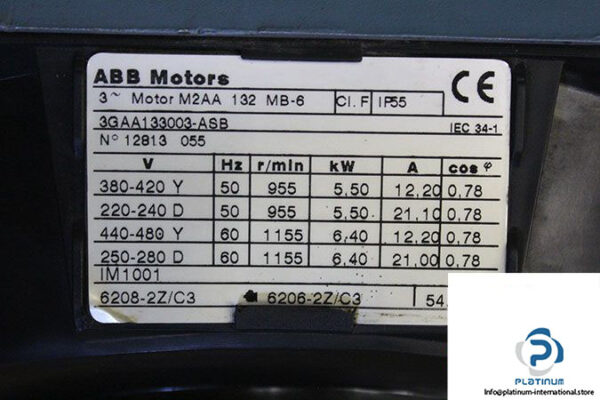 ABB Motors
CE
3~ Motor M2AA 132 MB-6 Cl. F IP55
3GAA133003-ASB IEC 34-1
N° 12813 055
V Hz r/min kW A cos φ
380-420 Y 50 955 5,50 12,20 0,78
220-240 D 50 955 5,50 21,10 0,78
440-480 Y 60 1155 6,40 12,20 0,78
250-280 D 60 1155 6,40 21,00 0,78
IM1001
6208-2Z/C3 6206-2Z/C3 54
PLATINUM
info@platinum-international.store